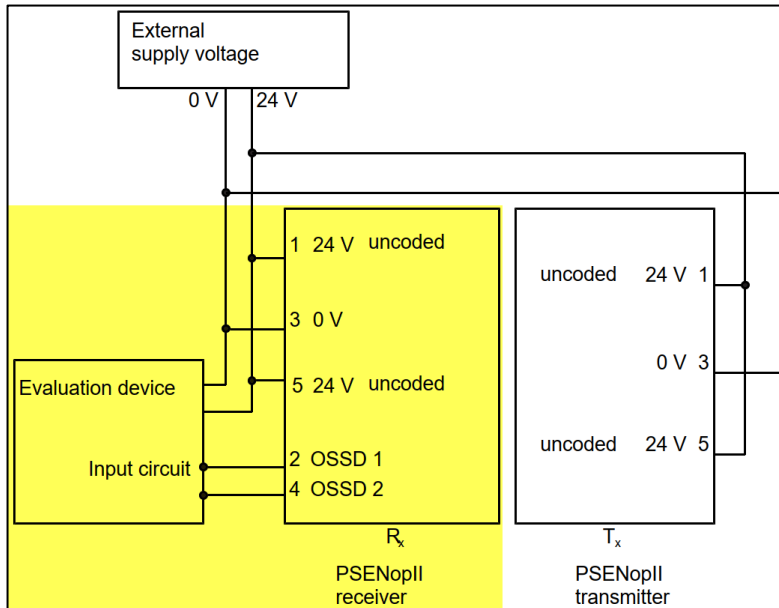 External
supply voltage
0 V 24 V
1 24 V uncoded
3 0 V
5 24 V uncoded
2 OSSD 1
4 OSSD 2
Evaluation device
Input circuit
uncoded 24 V 1
0 V 3
uncoded 24 V 5
Rx
PSENopII
receiver
Tx
PSENopII
transmitter